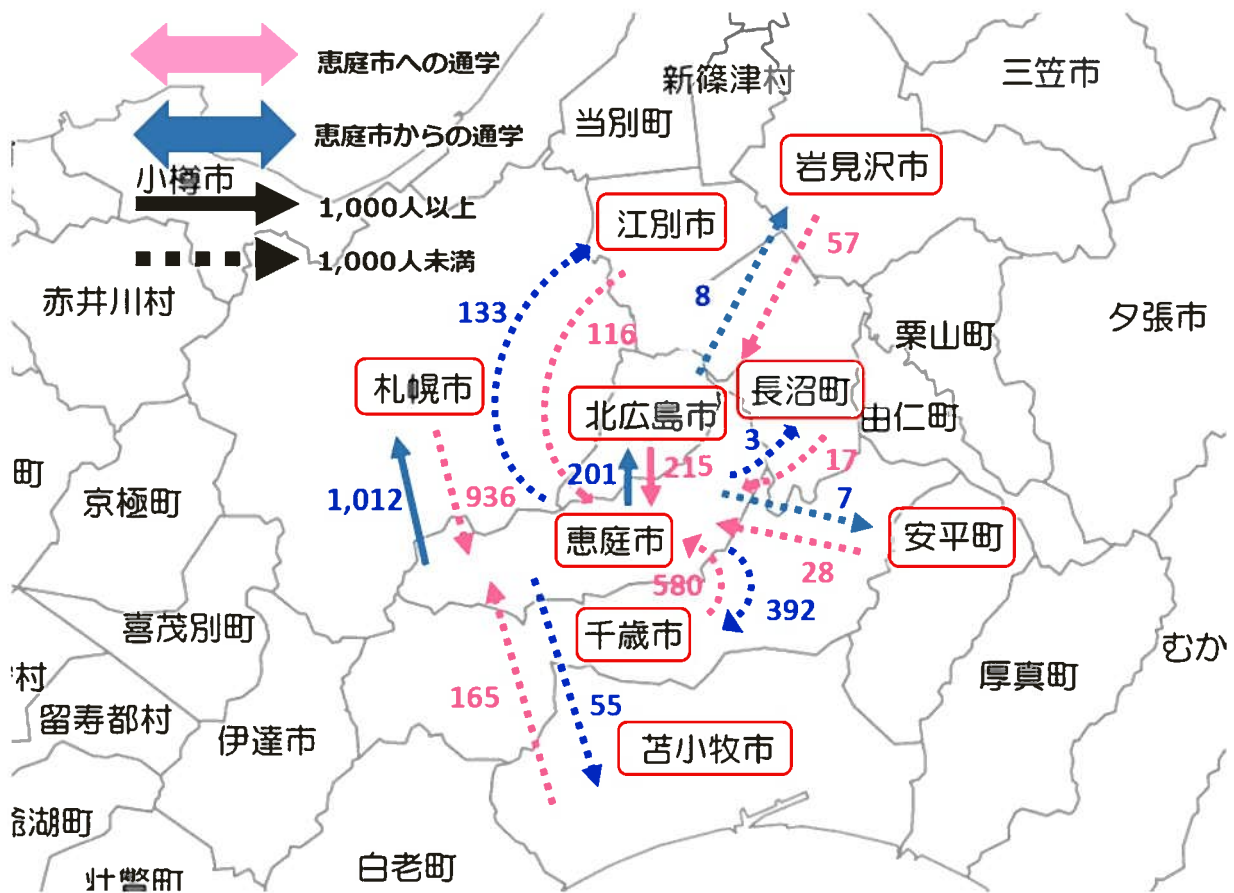 恵庭市への通学
恵庭市からの通学
小樽市
1,000人以上
1,000人未満
新篠津村
三笠市
当別町
岩見沢市
江別市
57
赤井川村
133
8
116
夕張市
栗山町
札幌市
北広島市
長沼町
由仁町
3
町
京極町
1,012
936
201
215
17
7
恵庭市
安平町
580
28
392
喜茂別町
千歳市
むか
村
165
55
厚真町
留寿都村
伊達市
苫小牧市
湖町
白老町
壮瞥町